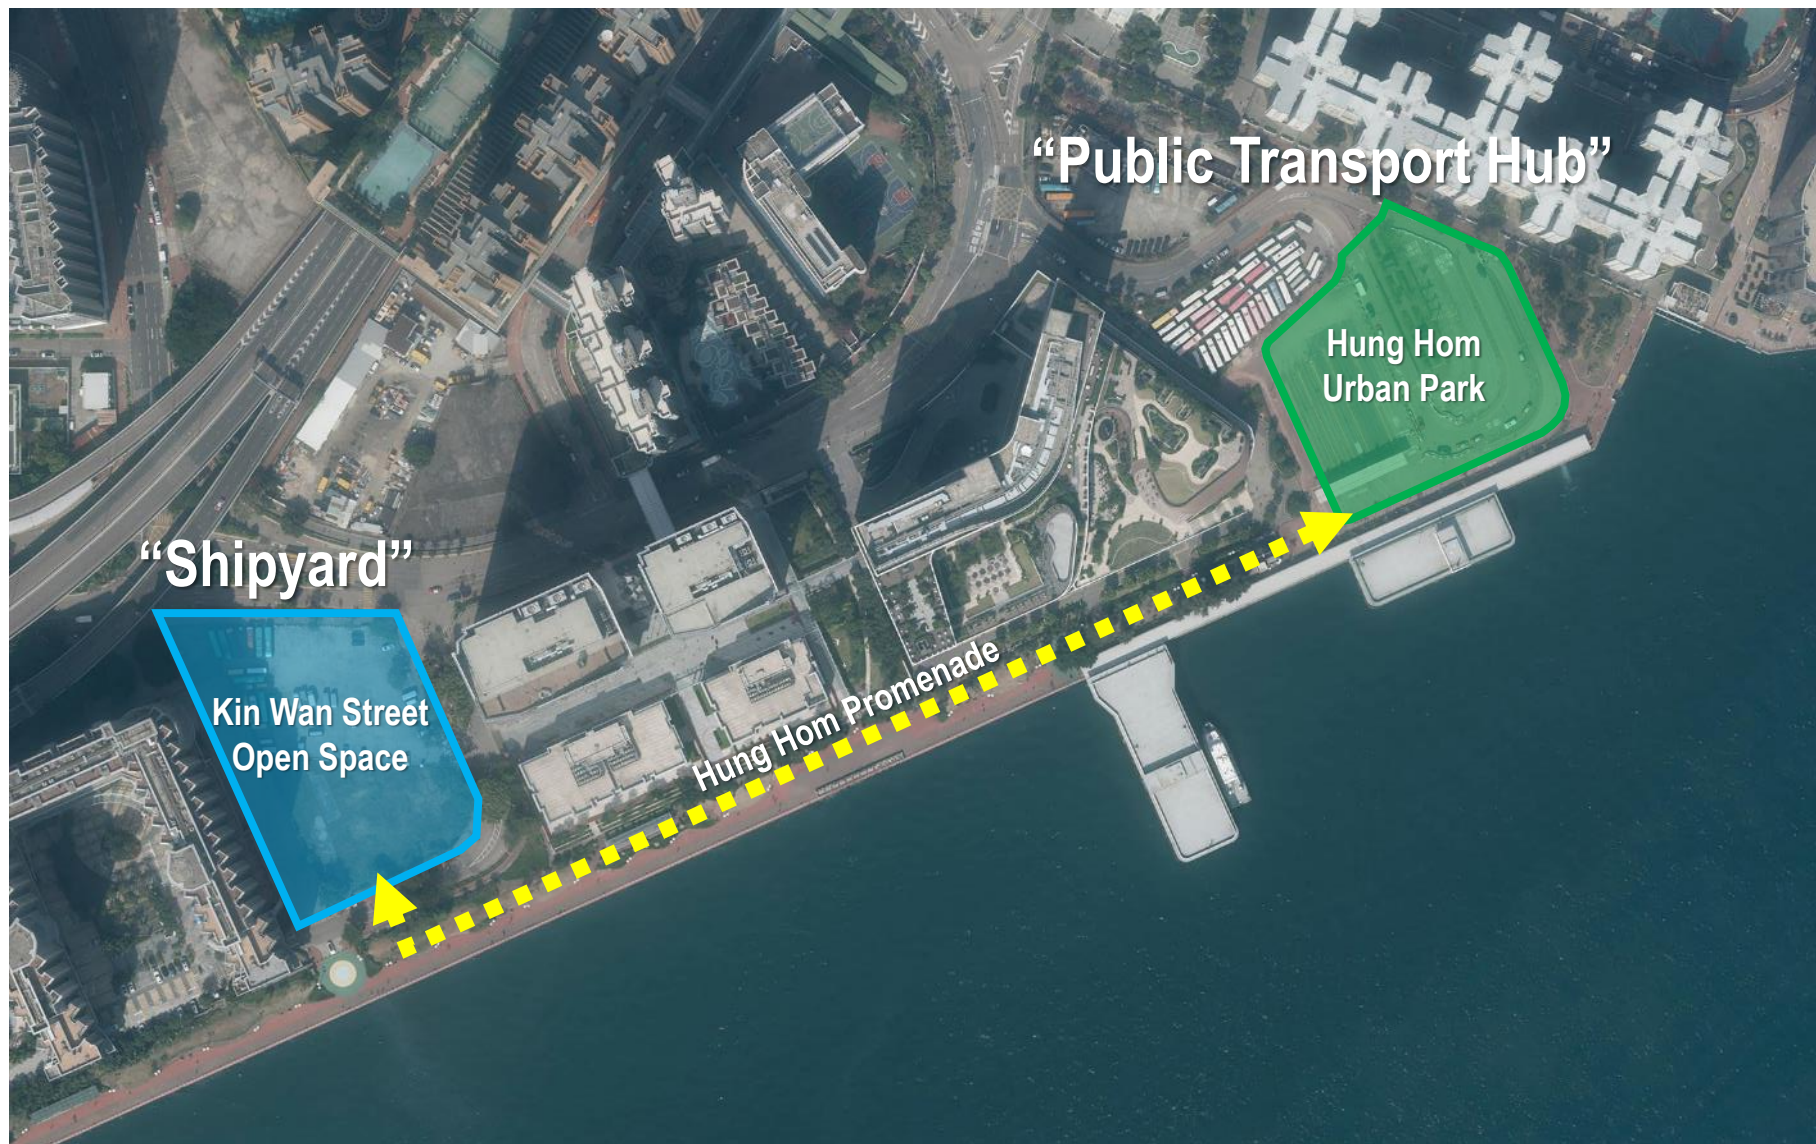 “Public Transport Hub”
Hung Hom
Urban Park
“Shipyard”
Kin Wan Street
Open Space
Hung Hom Promenade